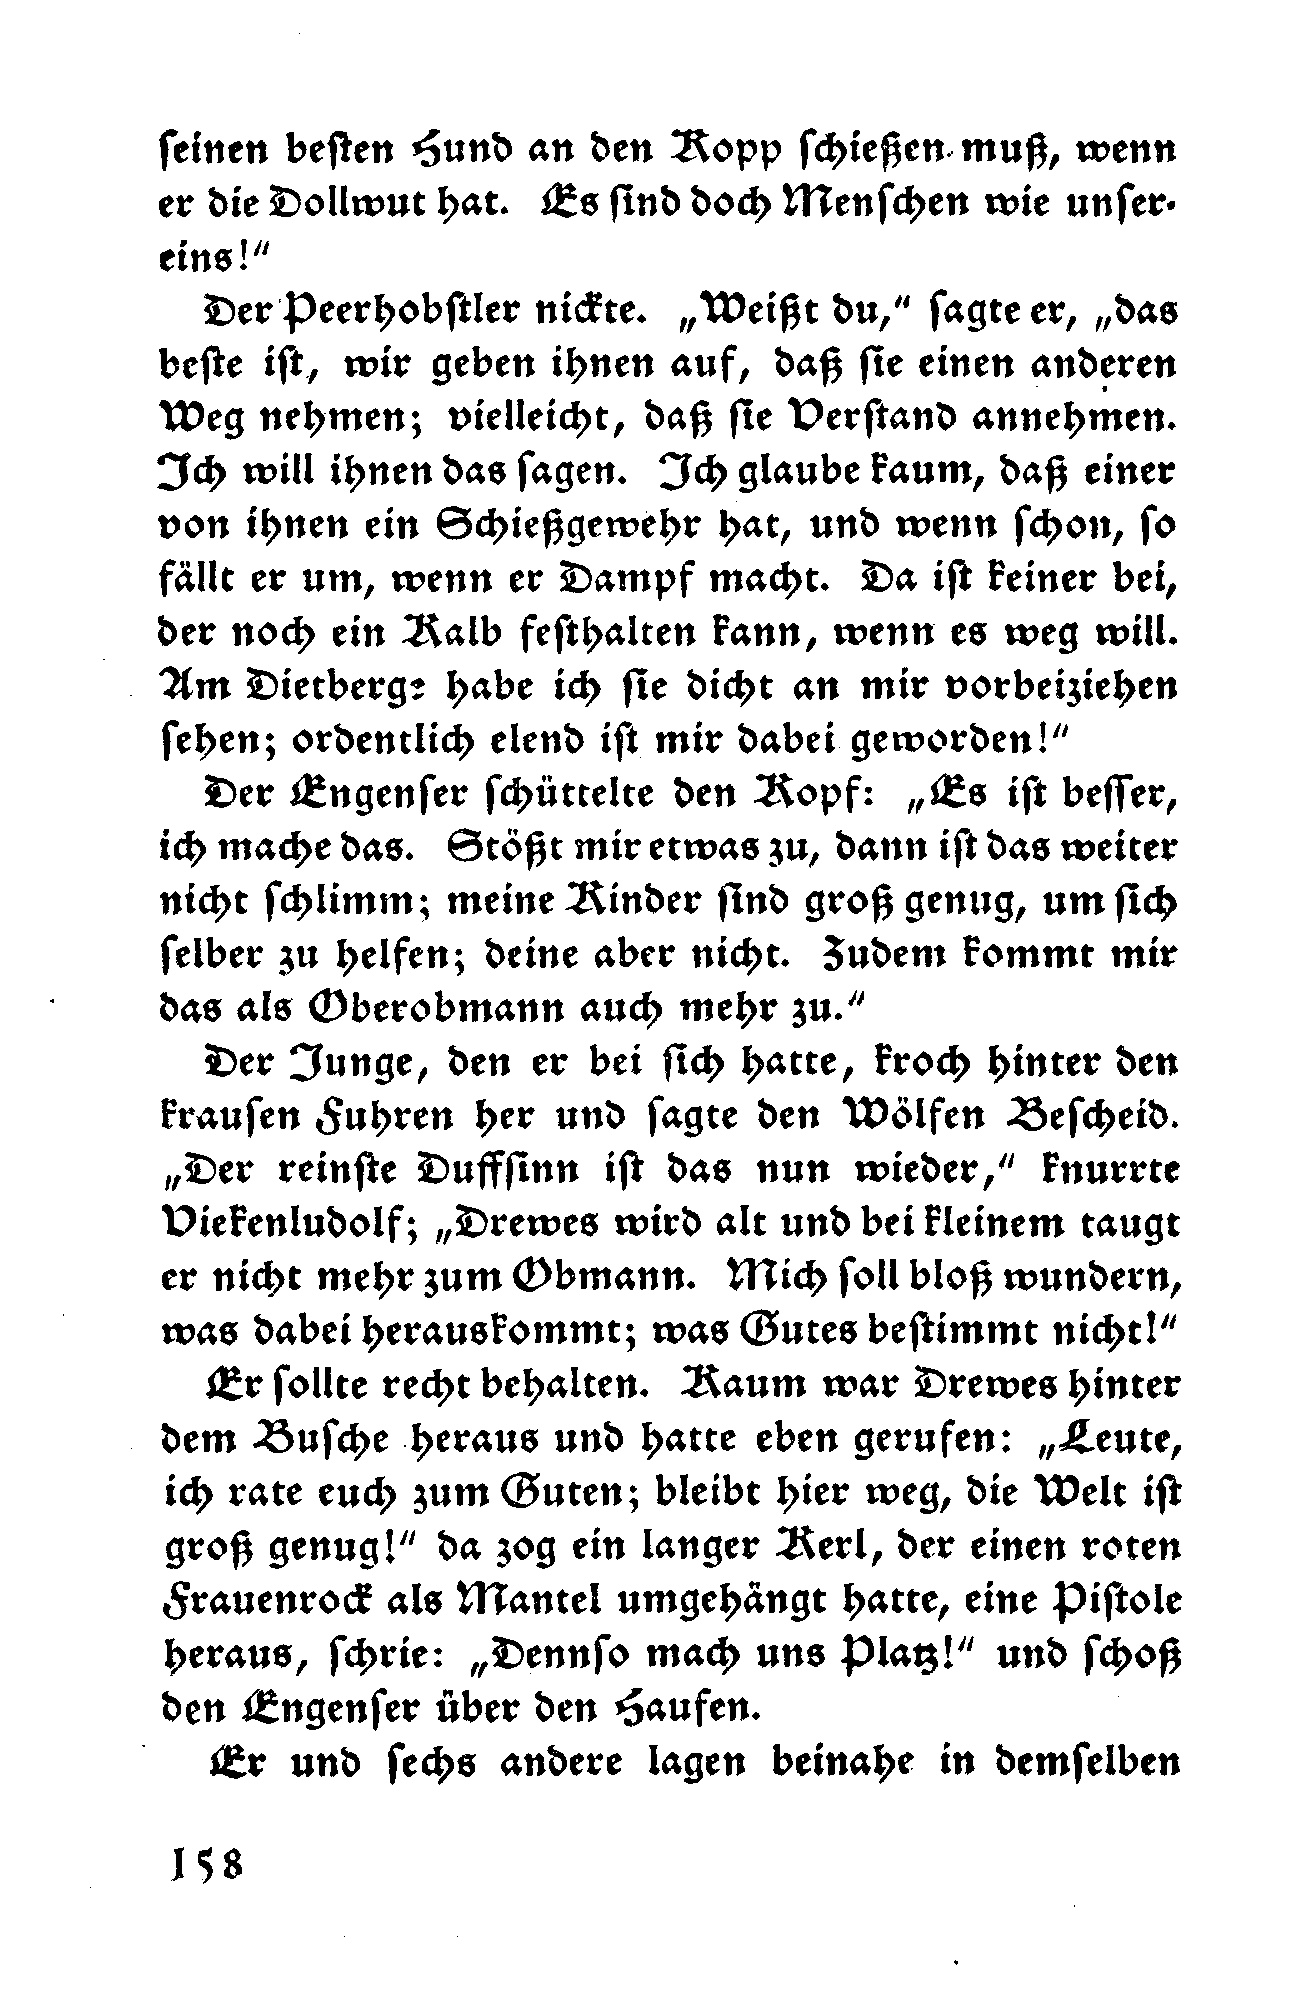 seinen besten Hund an den Kopp schießen muß, wenn
er die Dollwut hat. Es sind doch Menschen wie unser-
eins!“
Der Peerhobstler nickte. „Weißt du,“ sagte er, „das
beste ist, wir geben ihnen auf, daß sie einen anderen
Weg nehmen; vielleicht, daß sie Verstand annehmen.
Ich will ihnen das sagen. Ich glaube kaum, daß einer
von ihnen ein Schießgewehr hat, und wenn schon, so
fällt er um, wenn er Dampf macht. Da ist keiner bei,
der noch ein Kalb festhalten kann, wenn es weg will.
Am Dietberge habe ich sie dicht an mir vorbeiziehen
sehen; ordentlich elend ist mir dabei geworden!“
Der Engenser schüttelte den Kopf: „Es ist besser,
ich mache das. Stößt mir etwas zu, dann ist das weiter
nicht schlimm; meine Kinder sind groß genug, um sich
selber zu helfen; deine aber nicht. Zudem kommt mir
das als Oberobmann auch mehr zu.“
Der Junge, den er bei sich hatte, kroch hinter den
krausen Fuhren her und sagte den Wölfen Bescheid.
„Der reinste Duffsinn ist das nun wieder,“ knurrte
Viekenludolf; „Drewes wird alt und bei kleinem taugt
er nicht mehr zum Obmann. Mich soll bloß wundern,
was dabei herauskommt; was Gutes bestimmt nicht!“
Er sollte recht behalten. Kaum war Drewes hinter
dem Busche heraus und hatte eben gerufen: „Leute,
ich rate euch zum Guten; bleibt hier weg, die Welt ist
groß genug!“ da zog ein langer Kerl, der einen roten
Frauenrock als Mantel umgehängt hatte, eine Pistole
heraus, schrie: „Dennso mach uns Platz!“ und schoß
den Engenser über den Haufen.
Er und sechs andere lagen beinahe in demselben
158